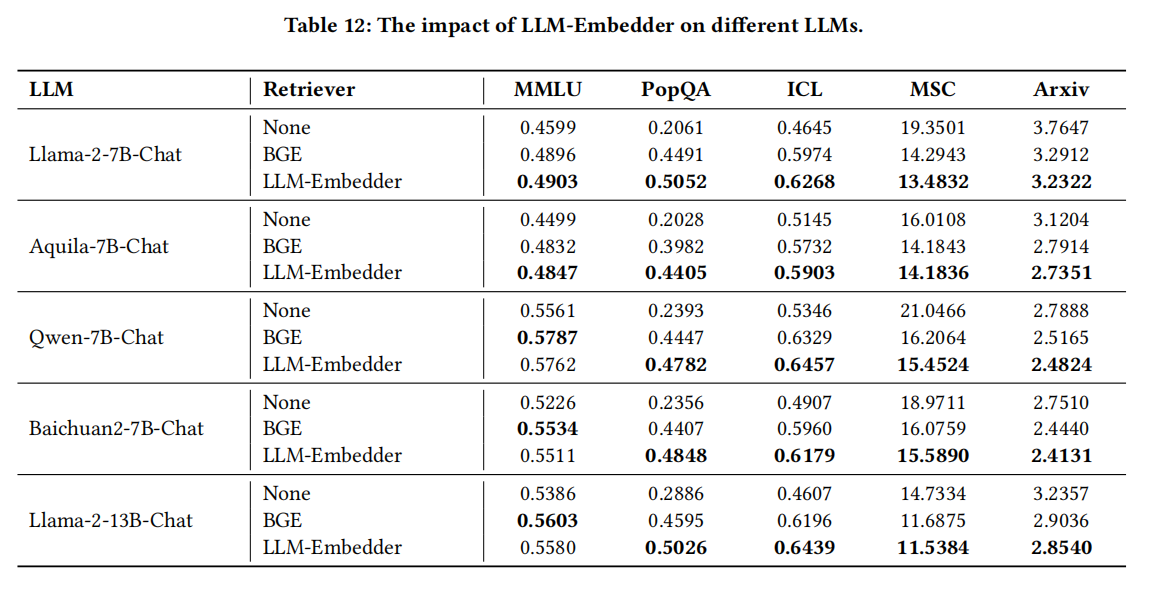 Table 12: The impact of LLM-Embedder on different LLMs.
LLM Retriever MMLU PopQA ICL MSC Arxiv
None 0.4599 0.2061 0.4645 19.3501 3.7647
Llama-2-7B-Chat BGE 0.4896 0.4491 0.5974 14.2943 3.2912
LLM-Embedder 0.4903 0.5052 0.6268 13.4832 3.2322
None 0.4499 0.2028 0.5145 16.0108 3.1204
Aquila-7B-Chat BGE 0.4832 0.3982 0.5732 14.1843 2.7914
LLM-Embedder 0.4847 0.4405 0.5903 14.1836 2.7351
None 0.5561 0.2393 0.5346 21.0466 2.7888
Qwen-7B-Chat BGE 0.5787 0.4447 0.6329 16.2064 2.5165
LLM-Embedder 0.5762 0.4782 0.6457 15.4524 2.4824
None 0.5226 0.2356 0.4907 18.9711 2.7510
Baichuan2-7B-Chat BGE 0.5534 0.4407 0.5960 16.0759 2.4440
LLM-Embedder 0.5511 0.4848 0.6179 15.5890 2.4131
None 0.5386 0.2886 0.4607 14.7334 3.2357
Llama-2-13B-Chat BGE 0.5603 0.4595 0.6196 11.6875 2.9036
LLM-Embedder 0.5580 0.5026 0.6439 11.5384 2.8540